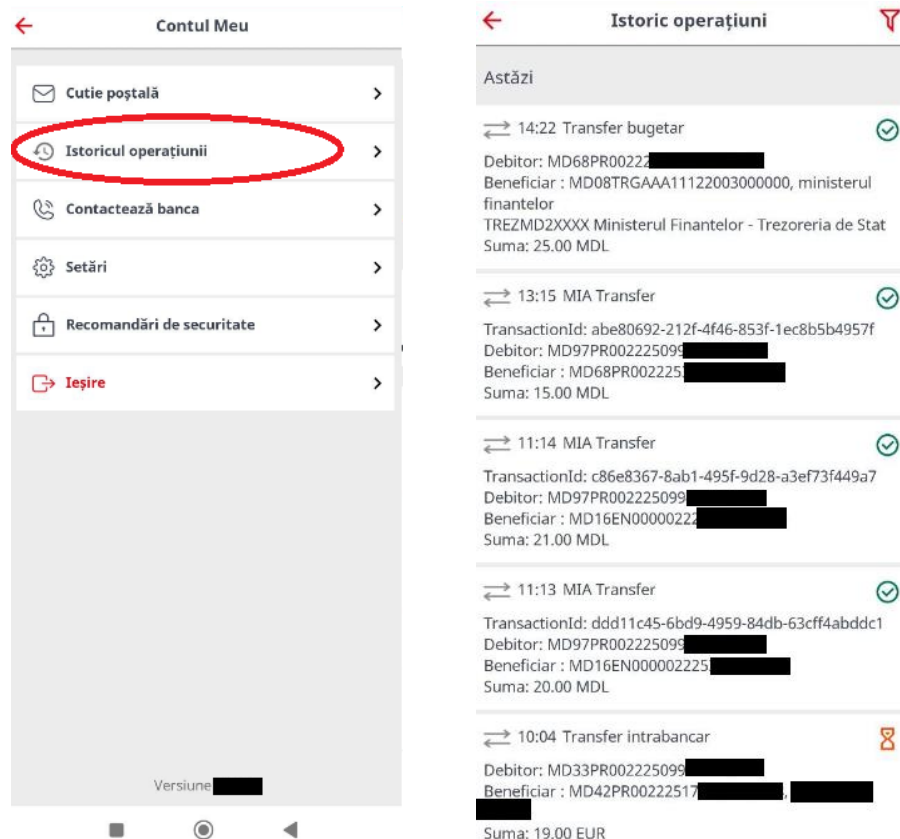 Contul Meu
Cutie poștală
Istoricul operațiunii
Contactează banca
Setări
Recomandări de securitate
Ieșire
Versiune
Istoric operațiuni
Astăzi
14:22 Transfer bugetar
Debitor: MD68PR00222
Beneficiar : MD08TRGAAA11122003000000, ministerul
finantelor
TREZMD2XXXX Ministerul Finantelor - Trezoreria de Stat
Suma: 25.00 MDL
13:15 MIA Transfer
TransactionId: abe80692-212f-4f46-853f-1ec8b5b4957f
Debitor: MD97PR002225099
Beneficiar : MD68PR002225
Suma: 15.00 MDL
11:14 MIA Transfer
TransactionId: c86e8367-8ab1-495f-9d28-a3ef73f449a7
Debitor: MD97PR002225099
Beneficiar : MD16EN00000222
Suma: 21.00 MDL
11:13 MIA Transfer
TransactionId: ddd11c45-6bd9-4959-84db-63cff4abddc1
Debitor: MD97PR002225099
Beneficiar : MD16EN000002225
Suma: 20.00 MDL
10:04 Transfer intrabancar
Debitor: MD33PR002225099
Beneficiar : MD42PR00222517
Suma: 19.00 EUR